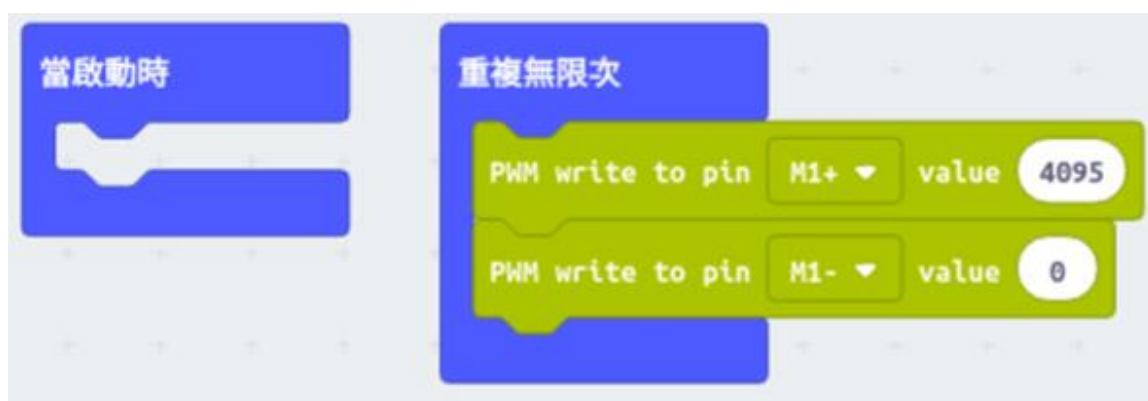 當啟動時
重複無限次
PWM write to pin M1+ value 4095
PWM write to pin M1- value 0